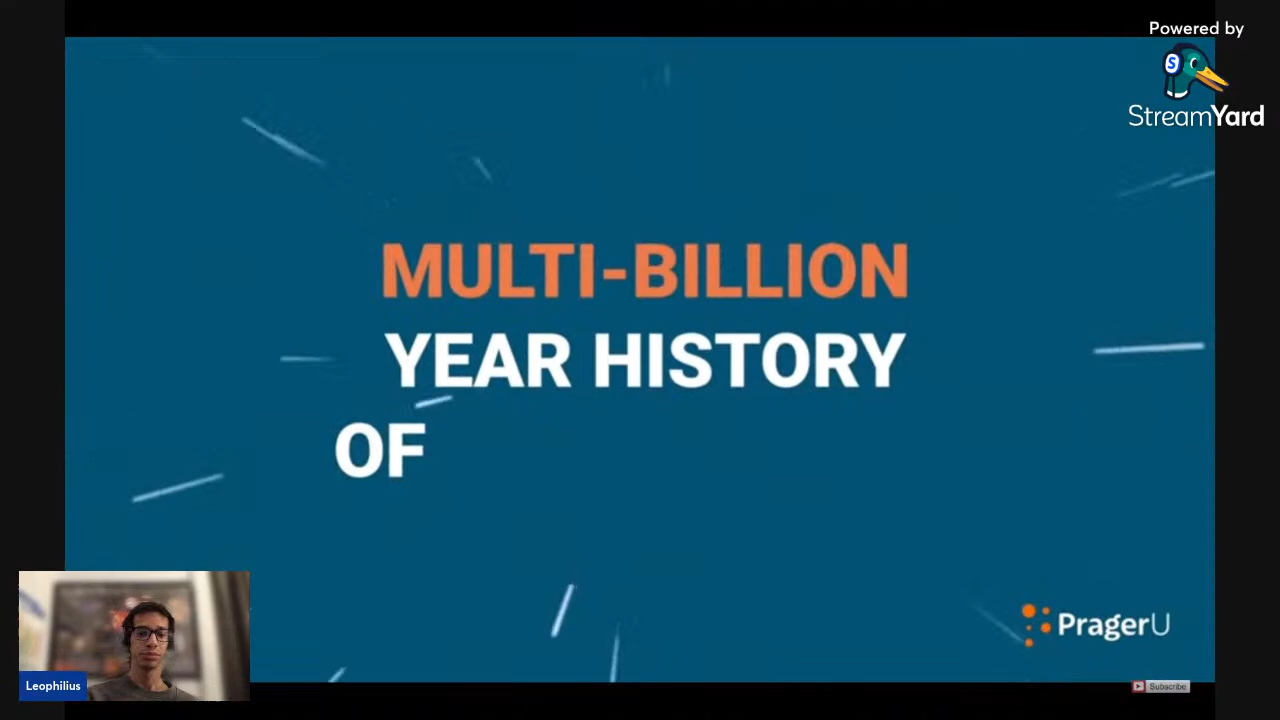 Powered by
StreamYard
MULTI-BILLION
YEAR HISTORY
OF
PragerU
Subscribe
Leophilius